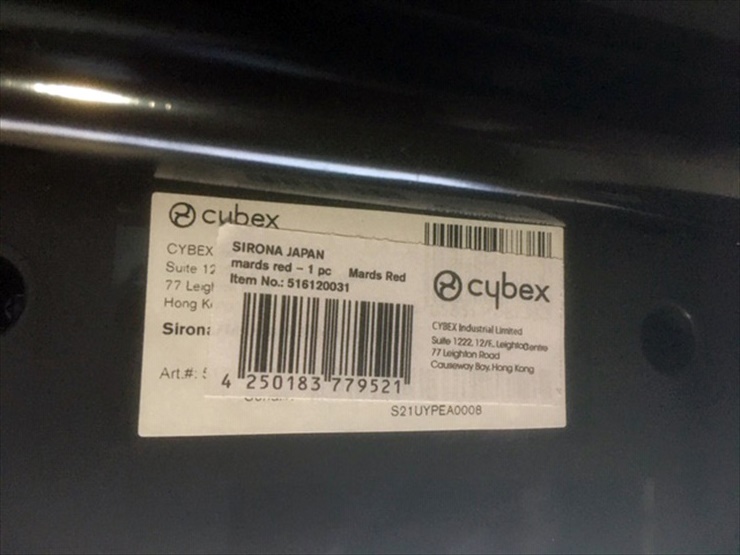 cybex
CYBEX
Suite 12
77 Leigh
Hong K
Sirona
Art.#:
SIRONA JAPAN
mards red - 1 pc Mards Red
Item No.: 516120031
4 250183 779521
cybex
CYBEX Industrial Limited
Suite 1222, 12/F, Leighton Centre
77 Leighton Road
Causeway Bay, Hong Kong
S21UYPEA0008